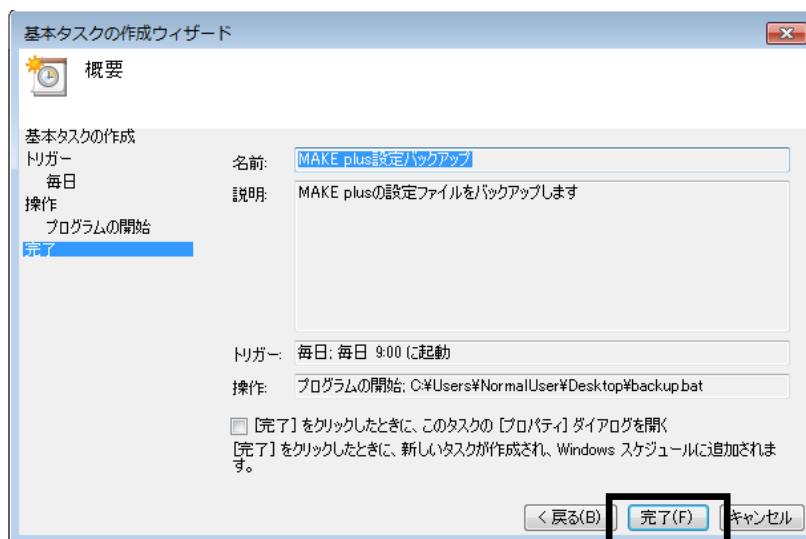 基本タスクの作成ウィザード
概要
基本タスクの作成
トリガー
毎日
操作
プログラムの開始
完了
名前:
MAKE plus設定バックアップ
説明:
MAKE plusの設定ファイルをバックアップします
トリガー:
毎日; 毎日 9:00 に起動
操作:
プログラムの開始; C:¥Users¥NormalUser¥Desktop¥backup.bat
[完了] をクリックしたときに、このタスクの [プロパティ] ダイアログを開く
[完了] をクリックしたときに、新しいタスクが作成され、Windows スケジュールに追加されま
す。
< 戻る(B)
完了(F)
キャンセル